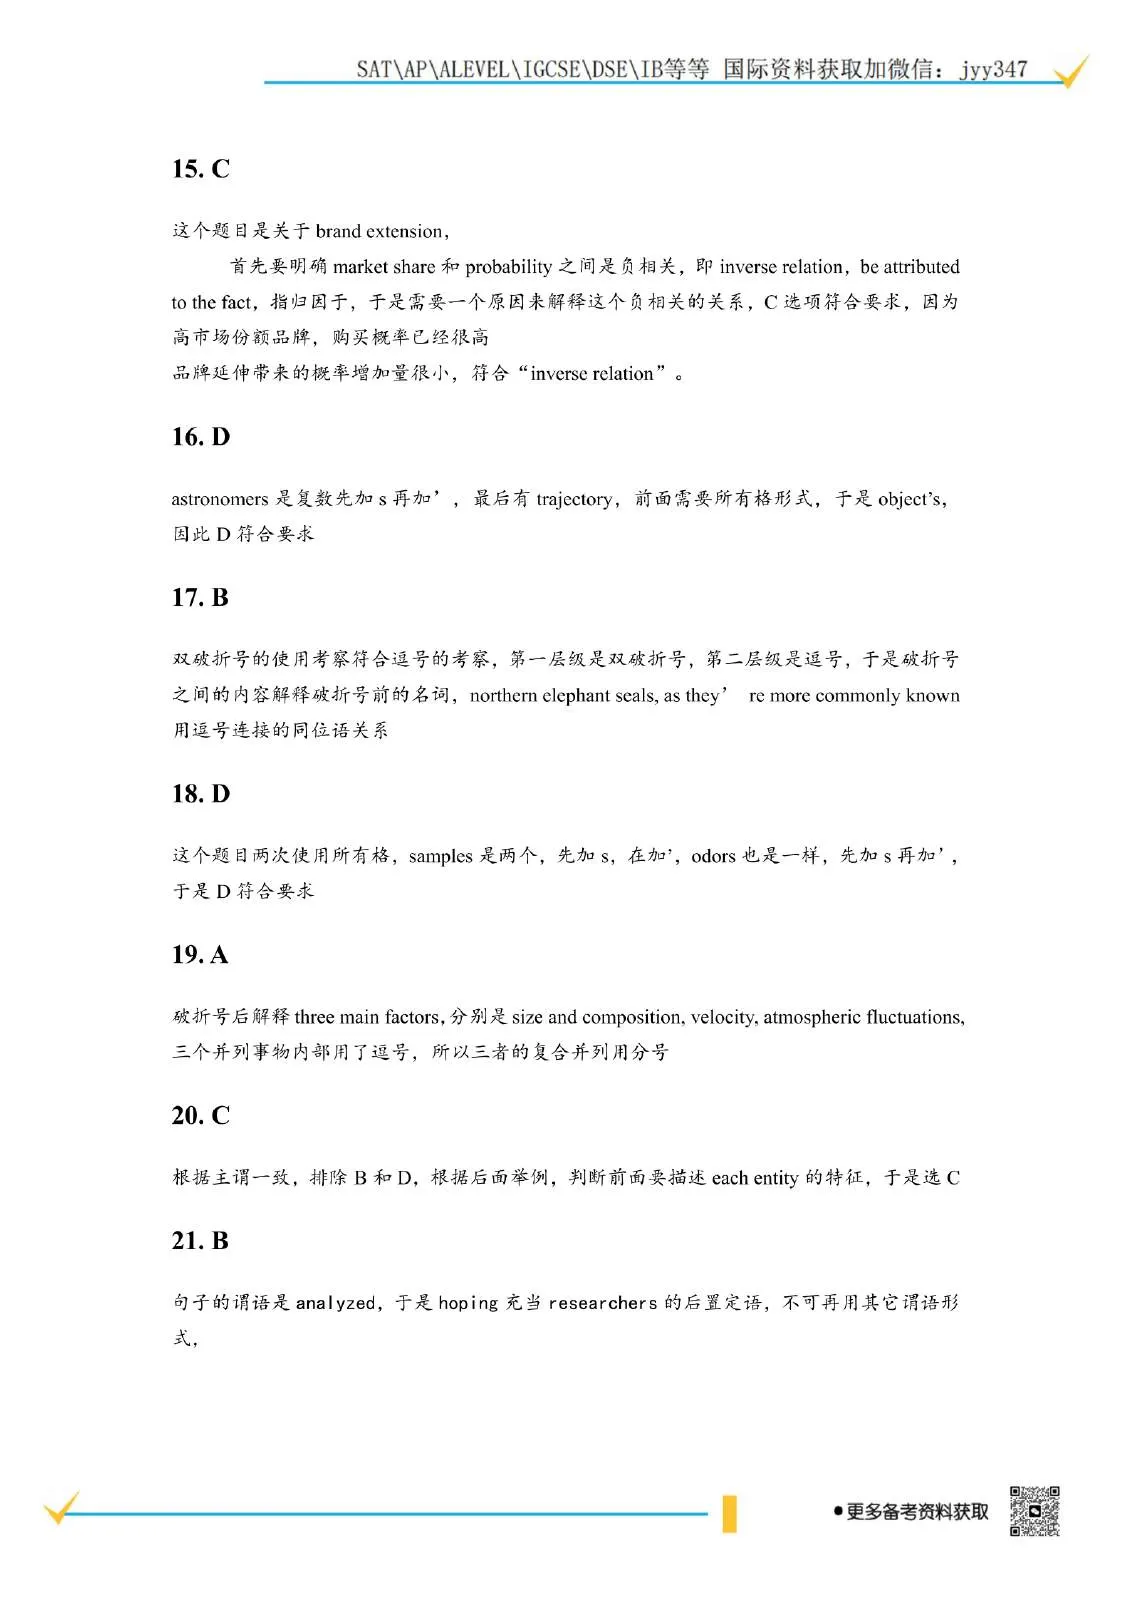 SAT\AP\ALEVEL\IGCSE\DSE\IB等等 国际资料获取加微信：jyy347
15. C
这个题目是关于 brand extension，
首先要明确 market share 和 probability 之间是负相关，即 inverse relation，be attributed
to the fact，指归因于，于是需要一个原因来解释这个负相关的关系，C 选项符合要求，因为
高市场份额品牌，购买概率已经很高
品牌延伸带来的概率增加量很小，符合“inverse relation”。
16. D
astronomers 是复数先加 s 再加’，最后有 trajectory，前面需要所有格形式，于是 object’s，
因此 D 符合要求
17. B
双破折号的使用考察符合逗号的考察，第一层级是双破折号，第二层级是逗号，于是破折号
之间的内容解释破折号前的名词，northern elephant seals, as they’ re more commonly known
用逗号连接的同位语关系
18. D
这个题目两次使用所有格，samples 是两个，先加 s，在加’，odors 也是一样，先加 s 再加’，
于是 D 符合要求
19. A
破折号后解释 three main factors，分别是 size and composition, velocity, atmospheric fluctuations,
三个并列事物内部用了逗号，所以三者的复合并列用分号
20. C
根据主谓一致，排除 B 和 D，根据后面举例，判断前面要描述 each entity 的特征，于是选 C
21. B
句子的谓语是 analyzed，于是 hoping 充当 researchers 的后置定语，不可再用其它谓语形
式，
•更多备考资料获取